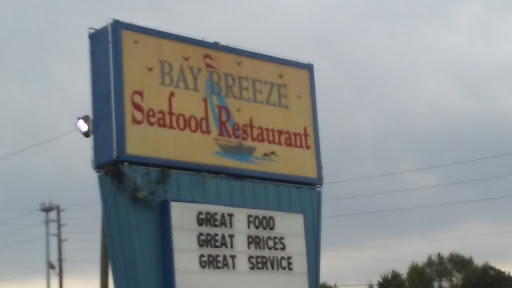 BAY BREEZE
Seafood Restaurant
GREAT FOOD
GREAT PRICES
GREAT SERVICE